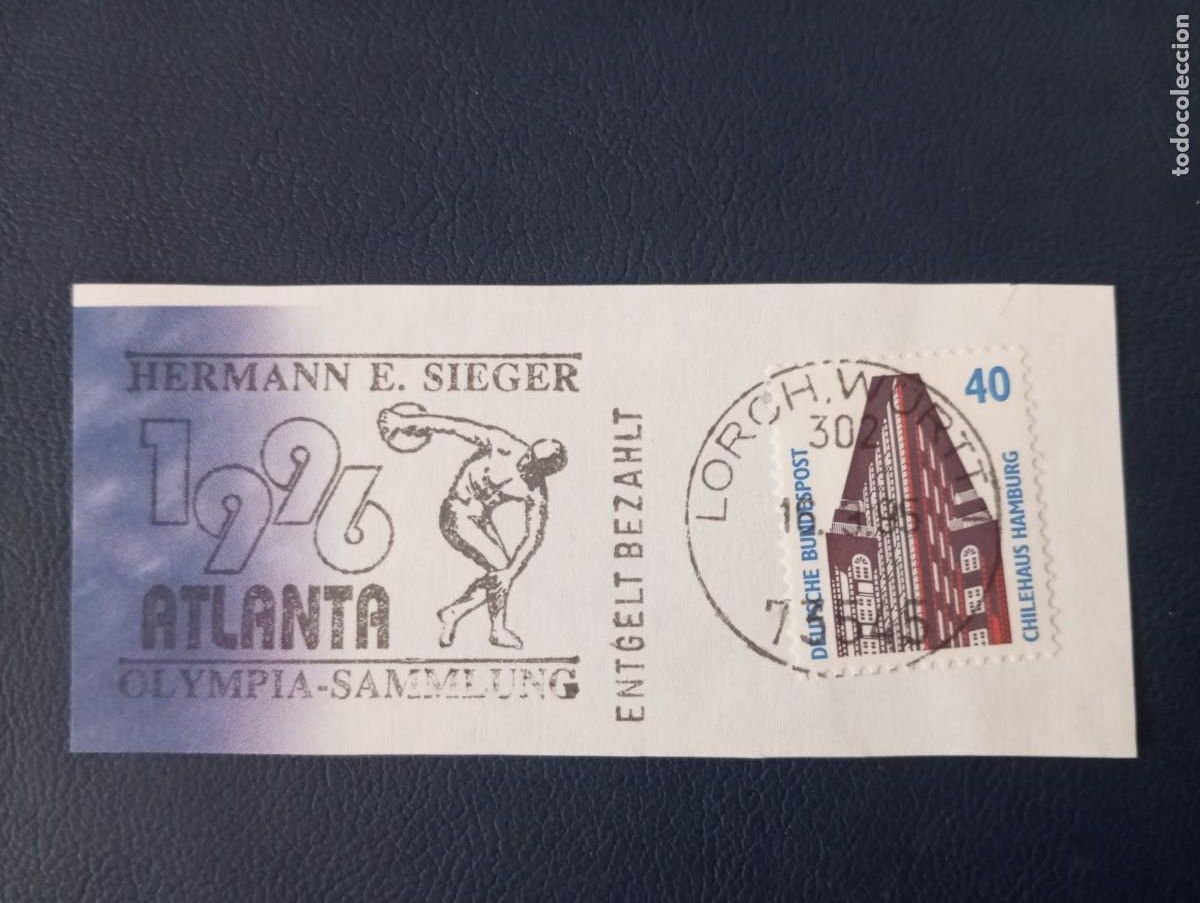 HERMANN E. SIEGER
1996
ATLANTA
OLYMPIA-SAMMLUNG
ENTGELT BEZAHLT
LORCH, WÜRTT
302
40
DEUTSCHE BUNDESPOST
CHILEHAUS HAMBURG
todocoleccion